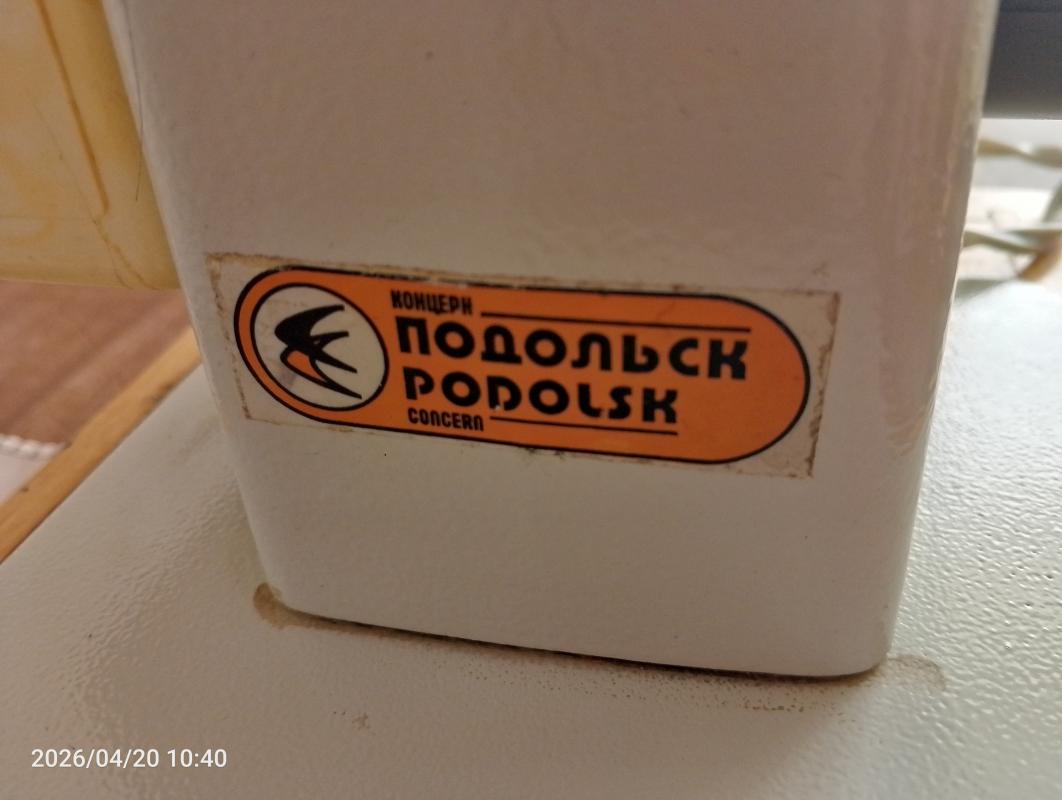 КОНЦЕРН
ПОДОЛЬСК
PODOLSK
CONCERN
2026/04/20 10:40